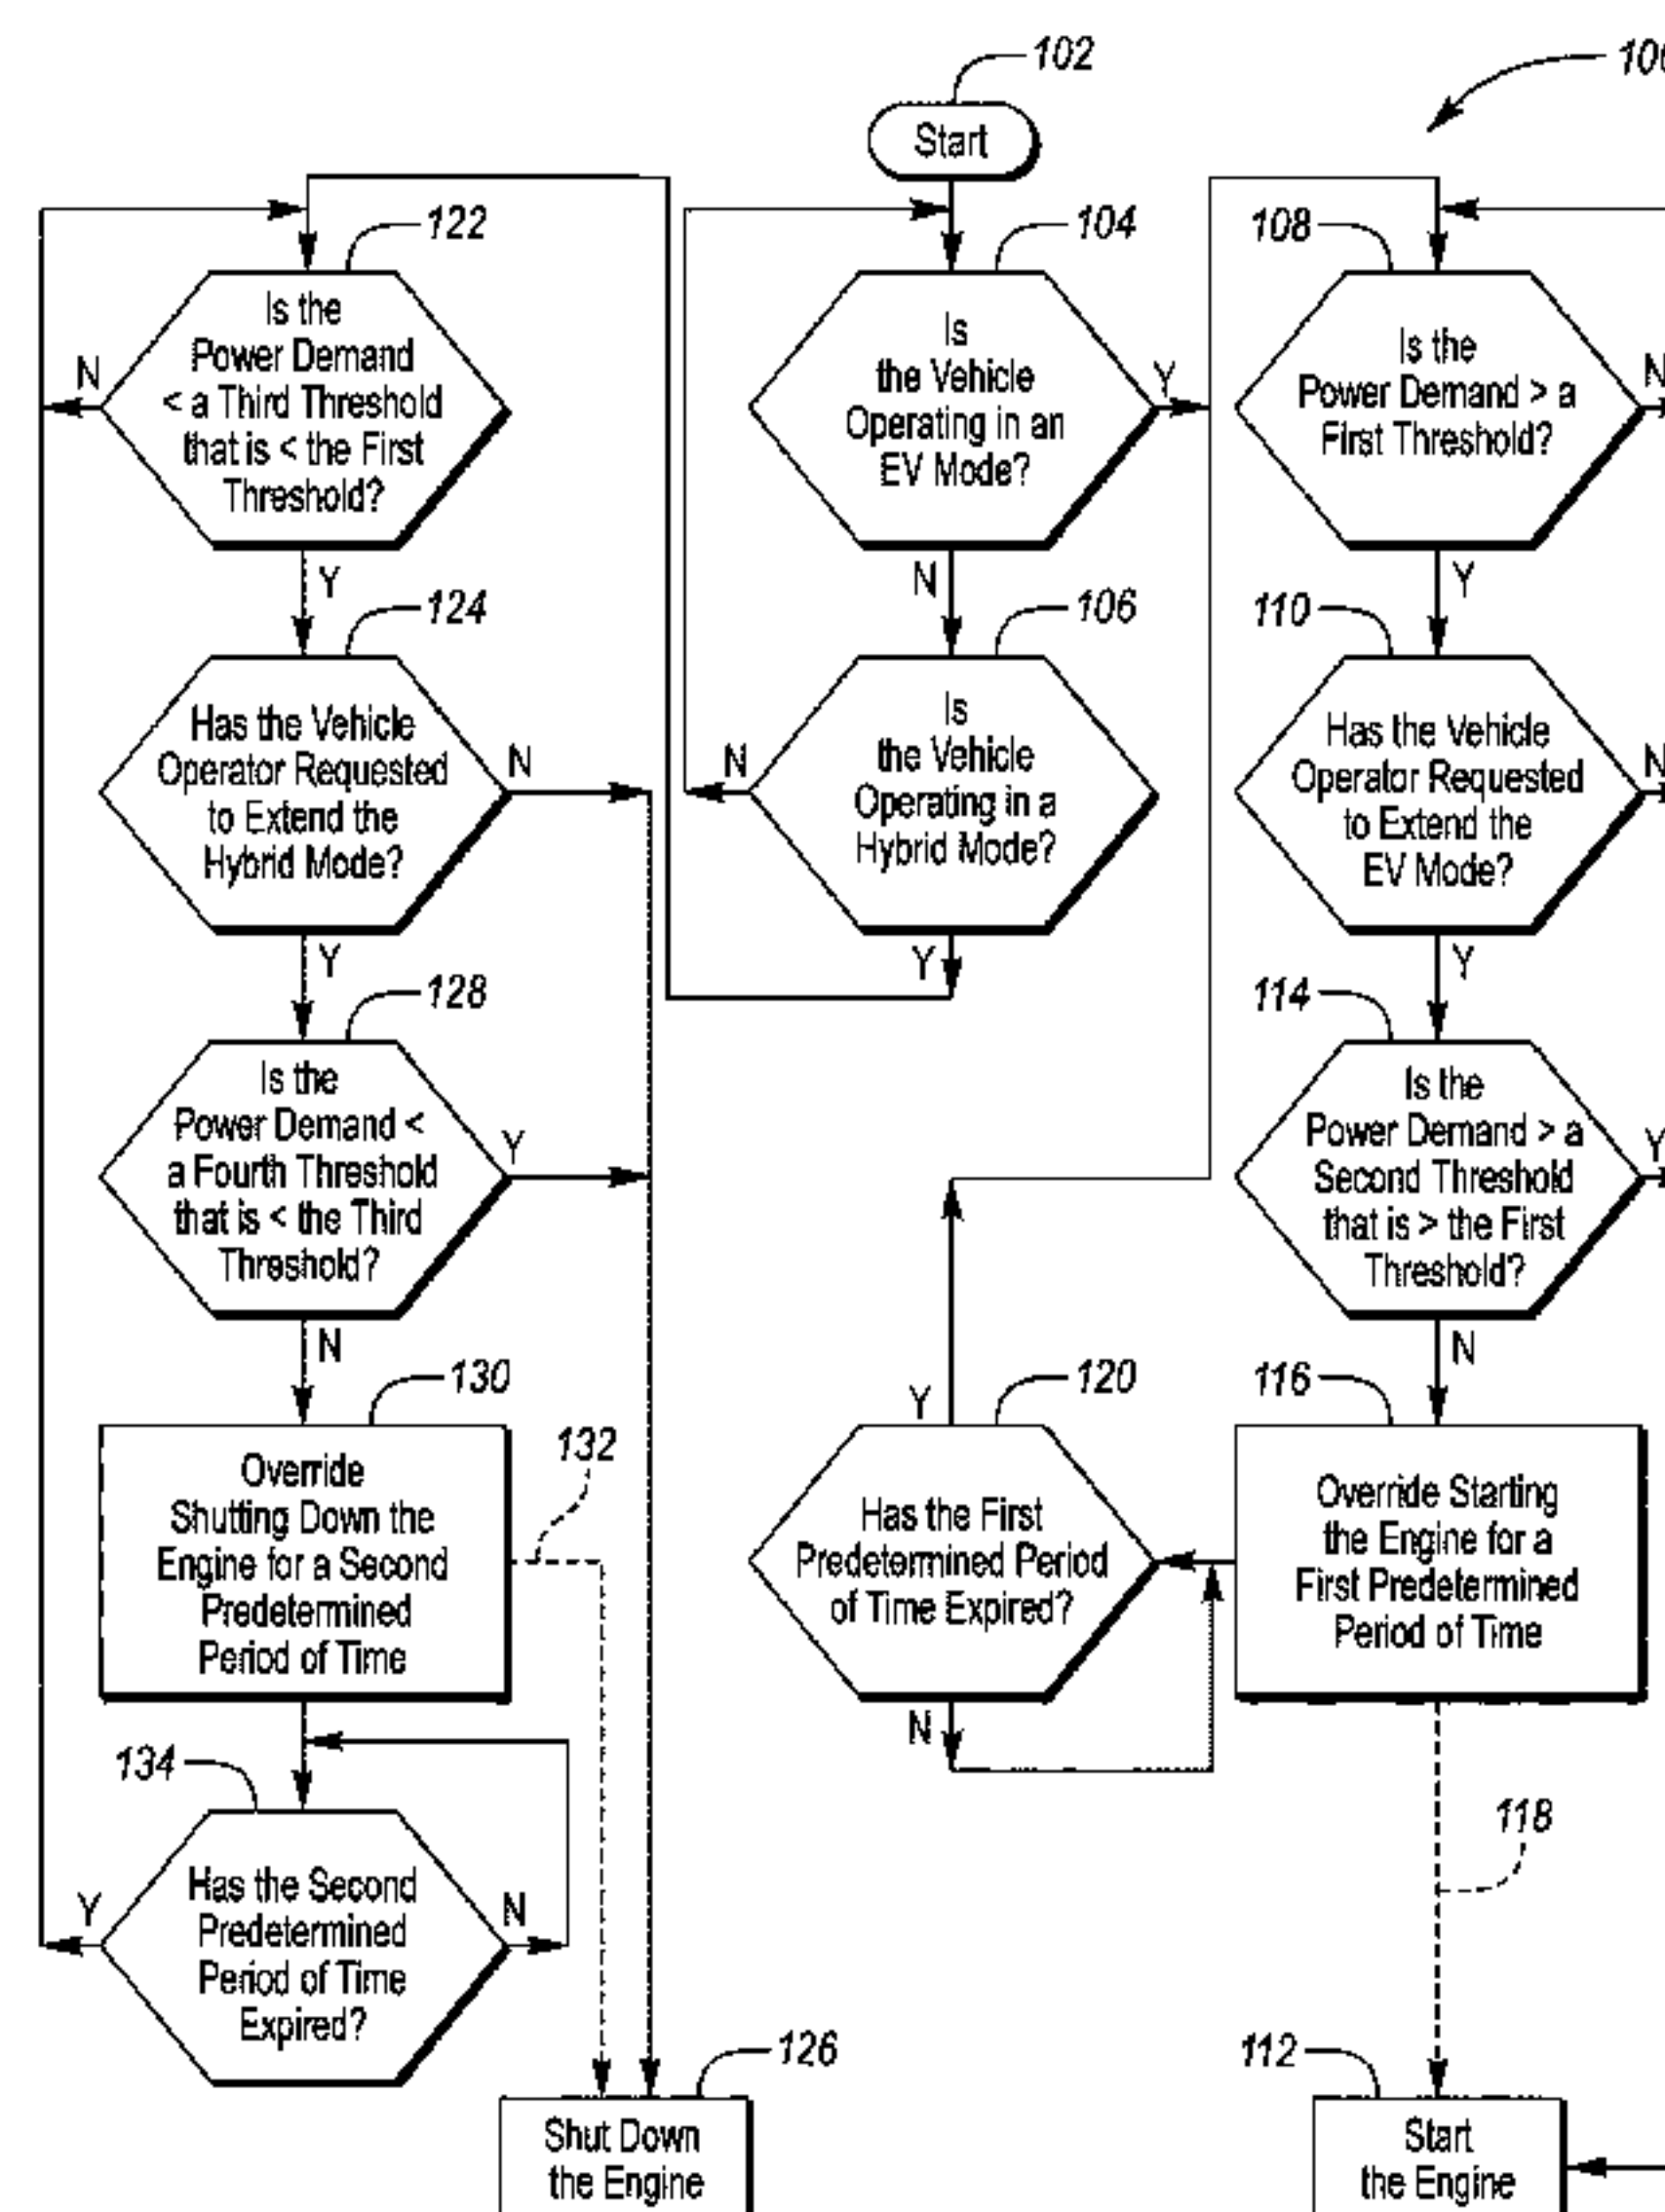 102
10
Start
122
104
108
Is the
Power Demand
< a Third Threshold
that is < the First
Threshold?
N
Y
Is
the Vehicle
Operating in an
EV Mode?
Y
N
Is the
Power Demand > a
First Threshold?
N
Y
124
106
110
Has the Vehicle
Operator Requested
to Extend the
Hybrid Mode?
N
Y
Is
the Vehicle
Operating in a
Hybrid Mode?
N
Y
Has the Vehicle
Operator Requested
to Extend the
EV Mode?
N
Y
128
114
Is the
Power Demand <
a Fourth Threshold
that is < the Third
Threshold?
Y
N
Is the
Power Demand > a
Second Threshold
that is > the First
Threshold?
Y
N
130
132
120
116
Override
Shutting Down the
Engine for a Second
Predetermined
Period of Time
Y
Has the First
Predetermined Period
of Time Expired?
N
Override Starting
the Engine for a
First Predetermined
Period of Time
134
118
Has the Second
Predetermined
Period of Time
Expired?
Y
N
126
112
Shut Down
the Engine
Start
the Engine